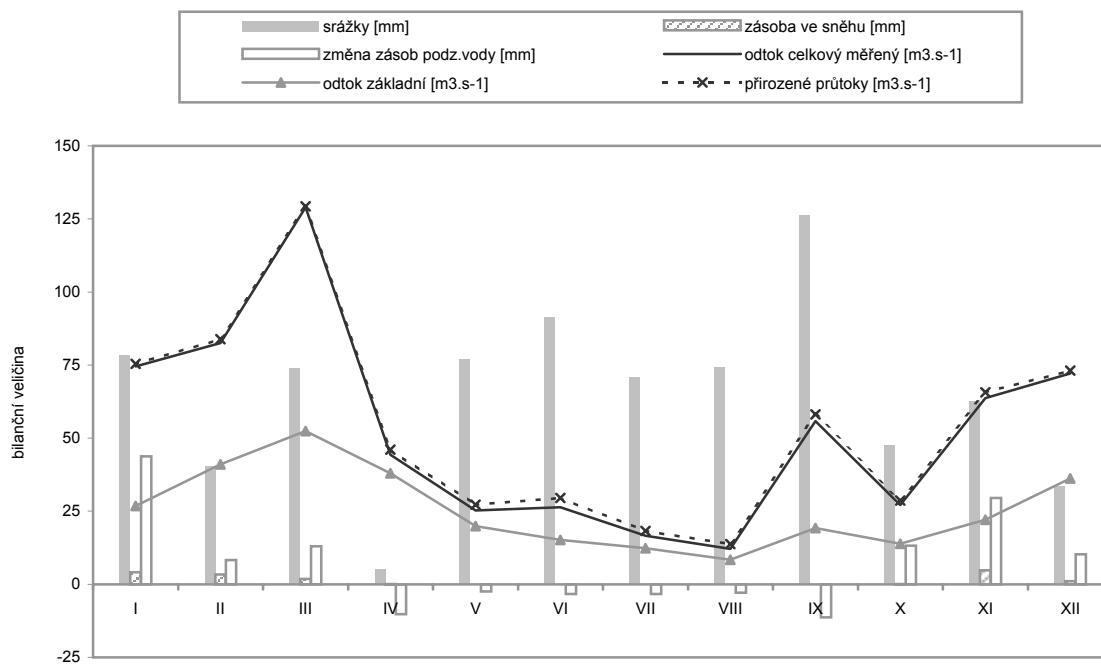 srážky [mm] zásoba ve sněhu [mm]
změna zásob podz.vody [mm] odtok celkový měřený [m3.s-1]
odtok základní [m3.s-1] přirozené průtoky [m3.s-1]
150
125
100
75
50
25
0
-25
bilanční veličina
I II III IV V VI VII VIII IX X XI XII